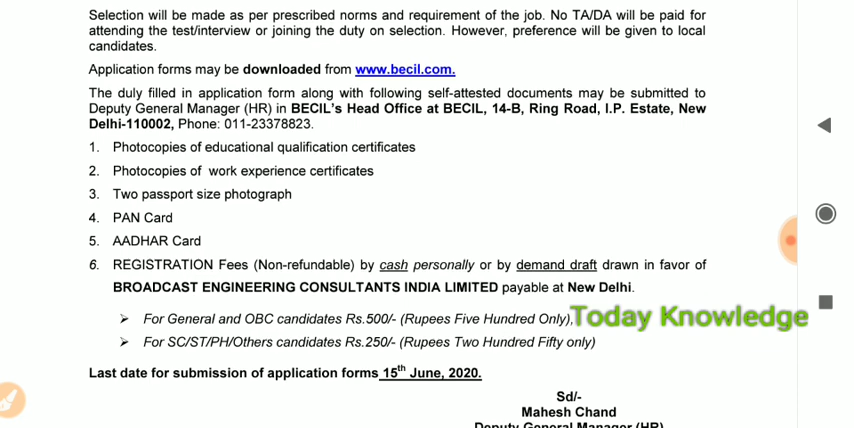 Selection will be made as per prescribed norms and requirement of the job. No TA/DA will be paid for
attending the test/interview or joining the duty on selection. However, preference will be given to local
candidates.
Application forms may be downloaded from www.becil.com.
The duly filled in application form along with following self-attested documents may be submitted to
Deputy General Manager (HR) in BECIL's Head Office at BECIL, 14-B, Ring Road, I.P. Estate, New
Delhi-110002, Phone: 011-23378823.
1. Photocopies of educational qualification certificates
2. Photocopies of work experience certificates
3. Two passport size photograph
4. PAN Card
5. AADHAR Card
6. REGISTRATION Fees (Non-refundable) by cash personally or by demand draft drawn in favor of
BROADCAST ENGINEERING CONSULTANTS INDIA LIMITED payable at New Delhi.
➢ For General and OBC candidates Rs.500/- (Rupees Five Hundred Only),
Today Knowledge
➢ For SC/ST/PH/Others candidates Rs.250/- (Rupees Two Hundred Fifty only)
Last date for submission of application forms 15th June, 2020.
Sd/-
Mahesh Chand
Deputy General Manager (HR)